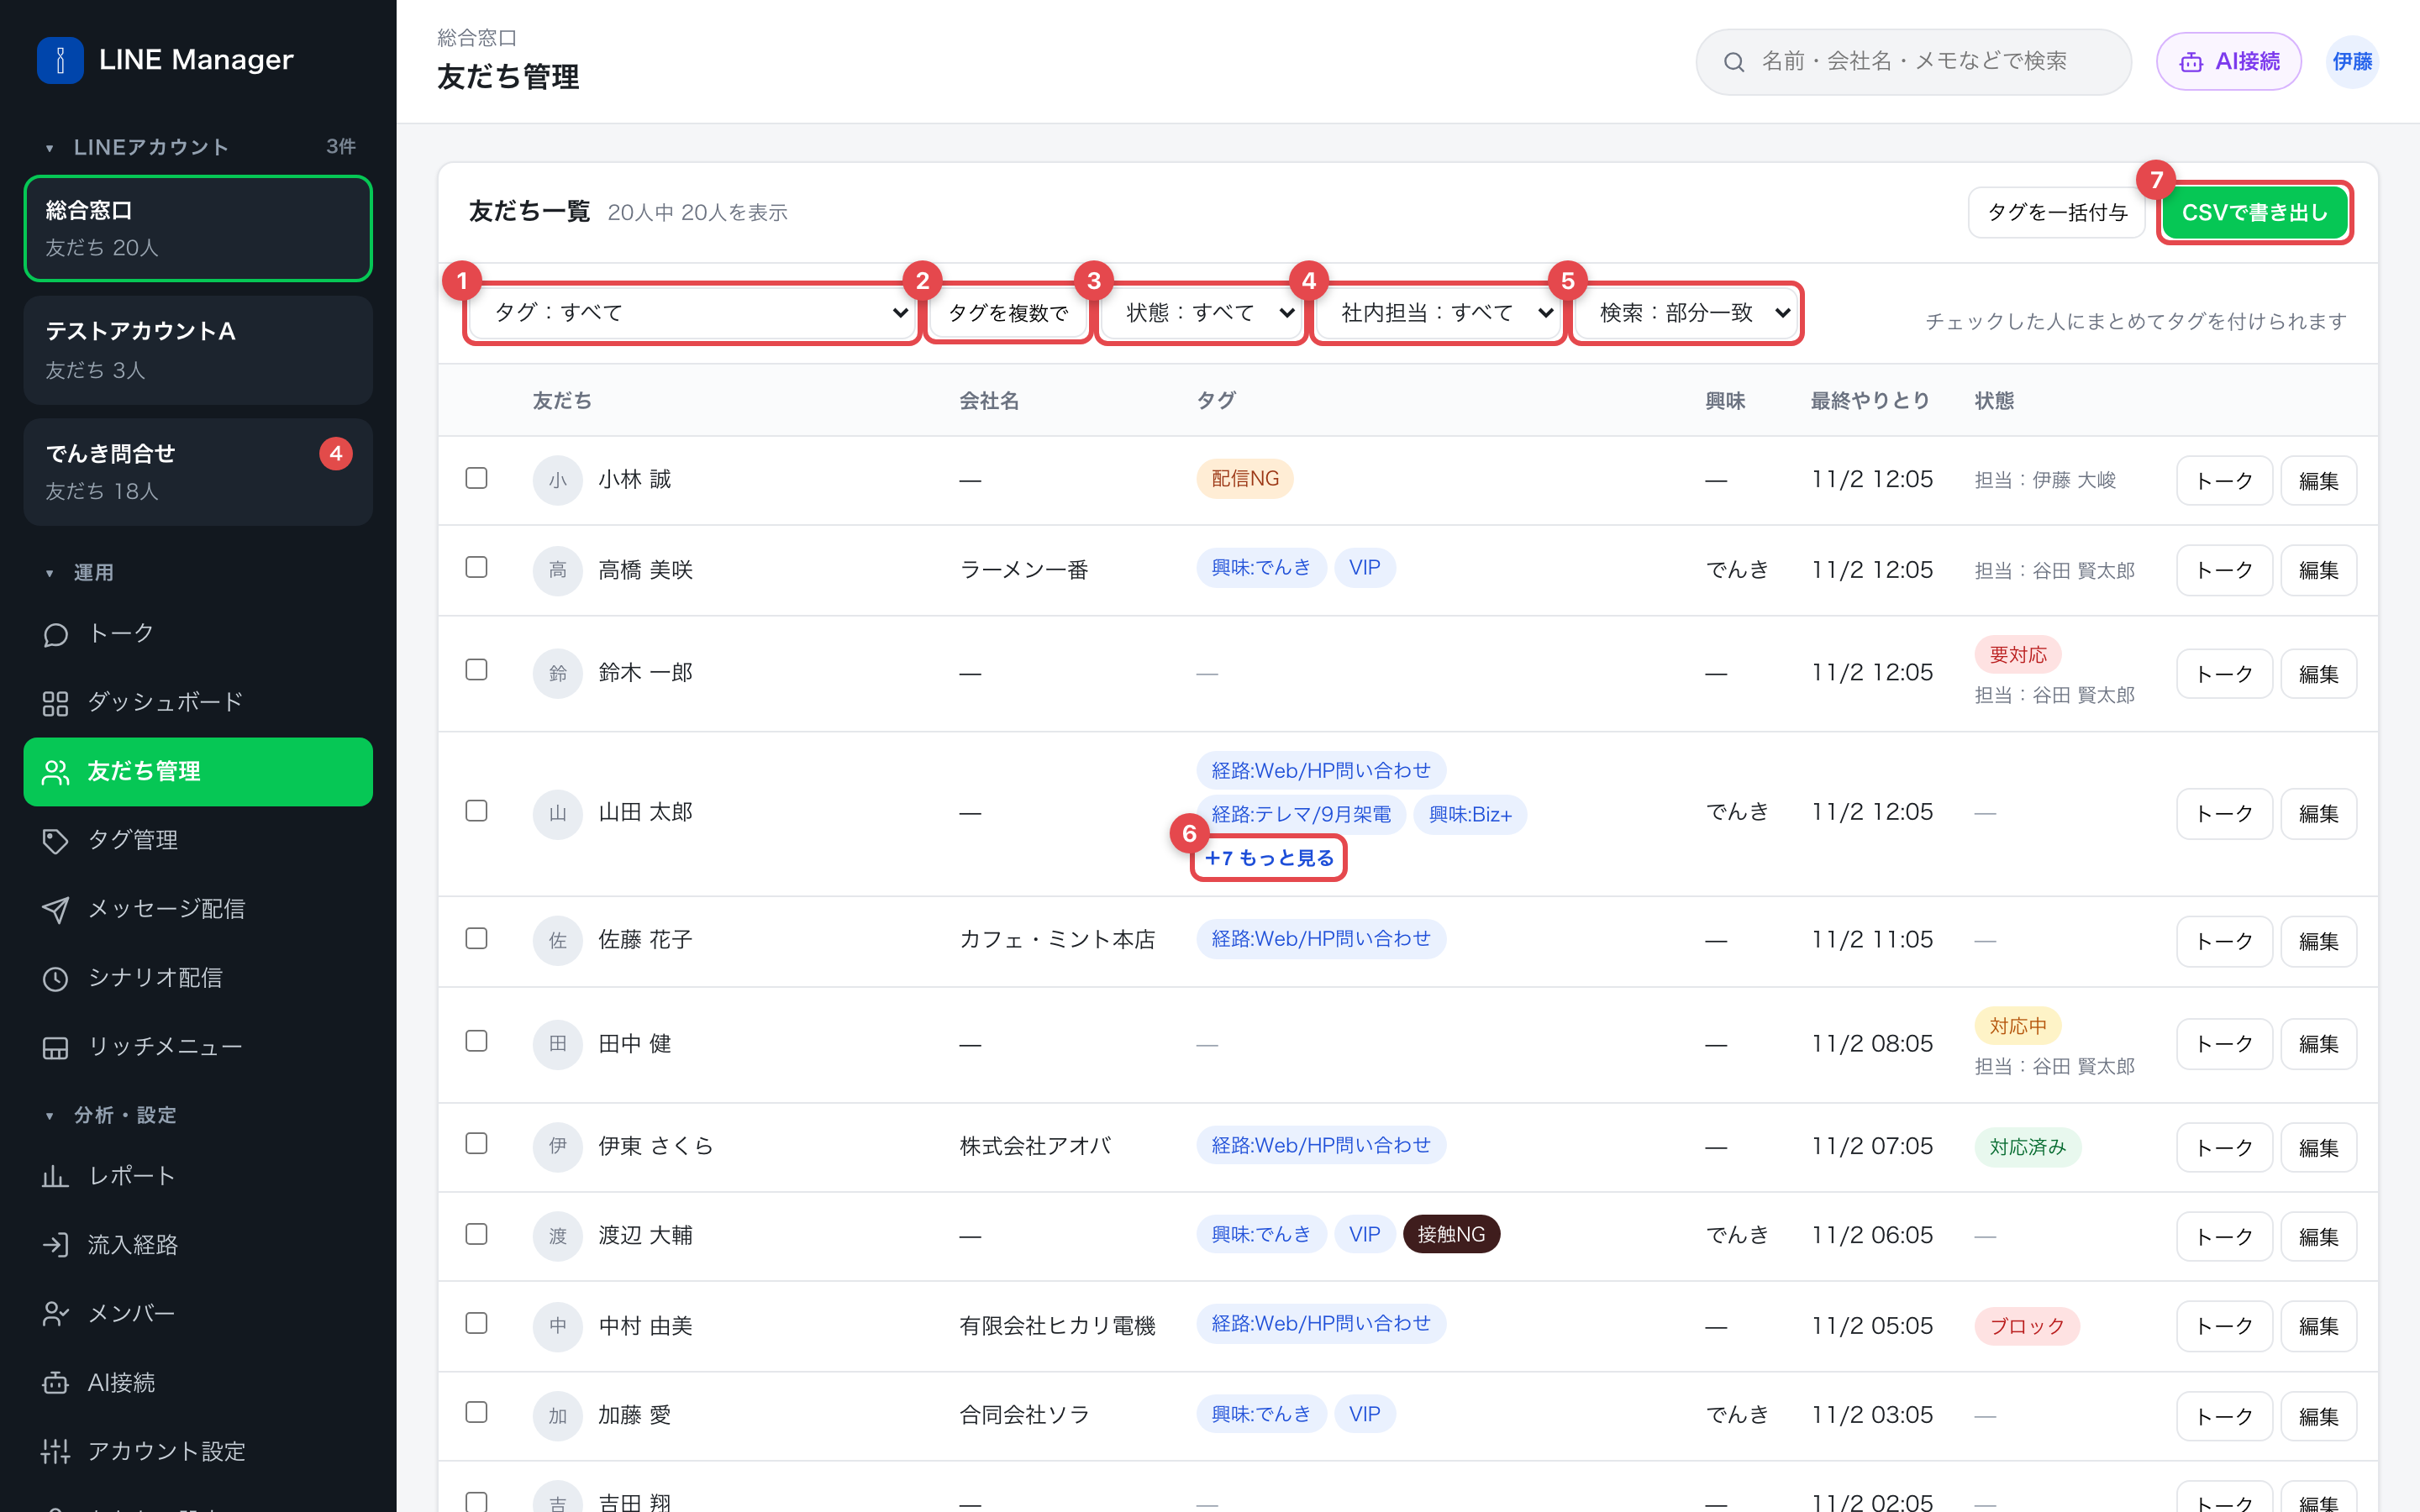 LINE Manager
LINEアカウント 3件
総合窓口
友だち 20人
テストアカウントA
友だち 3人
でんき問合せ 4
友だち 18人
運用
トーク
ダッシュボード
友だち管理
タグ管理
メッセージ配信
シナリオ配信
リッチメニュー
分析・設定
レポート
流入経路
メンバー
AI接続
アカウント設定
総合窓口
友だち管理
名前・会社名・メモなどで検索
AI接続
伊藤
友だち一覧 20人中 20人を表示
タグを一括付与
7
CSVで書き出し
1 タグ：すべて
2 タグを複数で
3 状態：すべて
4 社内担当：すべて
5 検索：部分一致
チェックした人にまとめてタグを付けられます
友だち 会社名 タグ 興味 最終やりとり 状態
小 小林 誠 — 配信NG — 11/2 12:05 担当：伊藤 大峻 トーク 編集
高 高橋 美咲 ラーメン一番 興味:でんき VIP でんき 11/2 12:05 担当：谷田 賢太郎 トーク 編集
鈴 鈴木 一郎 — — — 11/2 12:05 要対応 トーク 編集
担当：谷田 賢太郎
経路:Web/HP問い合わせ
山 山田 太郎 — 経路:テレマ/9月架電 興味:Biz+ でんき 11/2 12:05 — トーク 編集
6 +7 もっと見る
佐 佐藤 花子 カフェ・ミント本店 経路:Web/HP問い合わせ — 11/2 11:05 — トーク 編集
田 田中 健 — — — 11/2 08:05 対応中 トーク 編集
担当：谷田 賢太郎
伊 伊東 さくら 株式会社アオバ 経路:Web/HP問い合わせ — 11/2 07:05 対応済み トーク 編集
渡 渡辺 大輔 — 興味:でんき VIP 接触NG でんき 11/2 06:05 — トーク 編集
中 中村 由美 有限会社ヒカリ電機 経路:Web/HP問い合わせ — 11/2 05:05 ブロック トーク 編集
加 加藤 愛 合同会社ソラ 興味:でんき VIP でんき 11/2 03:05 — トーク 編集
吉 吉田 翔 — — — 11/2 02:05 — トーク 編集